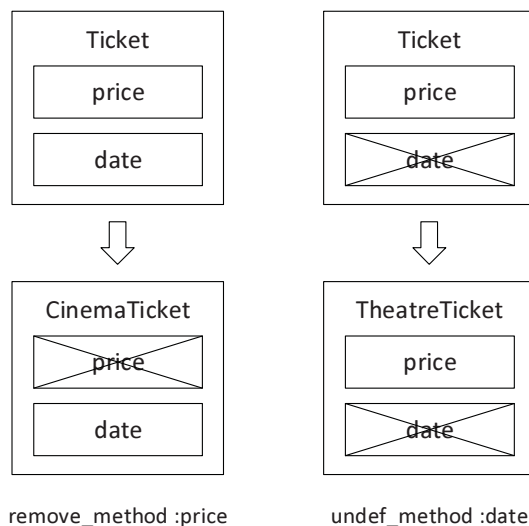 Ticket
price
date
CinemaTicket
price
date
remove_method :price
Ticket
price
date
TheatreTicket
price
date
undef_method :date